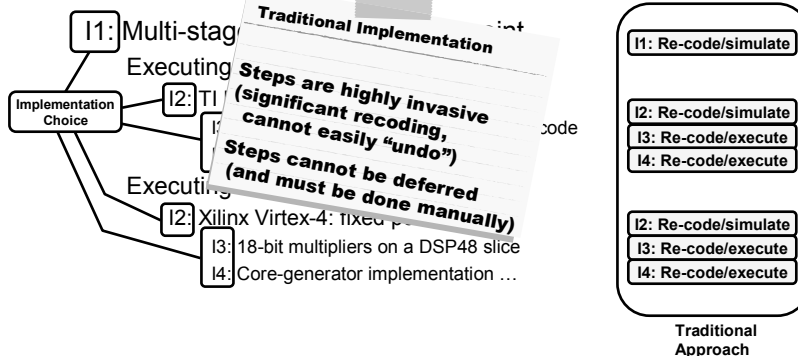 I1: Multi-stag
Executing
Implementation
Choice
I2: TI
code
Executing
I2: Xilinx Virtex-4: fixed
I3: 18-bit multipliers on a DSP48 slice
I4: Core-generator implementation …
Traditional Implementation
Steps are highly invasive
(significant recoding,
cannot easily “undo”)
Steps cannot be deferred
(and must be done manually)
I1: Re-code/simulate
I2: Re-code/simulate
I3: Re-code/execute
I4: Re-code/execute
I2: Re-code/simulate
I3: Re-code/execute
I4: Re-code/execute
Traditional
Approach